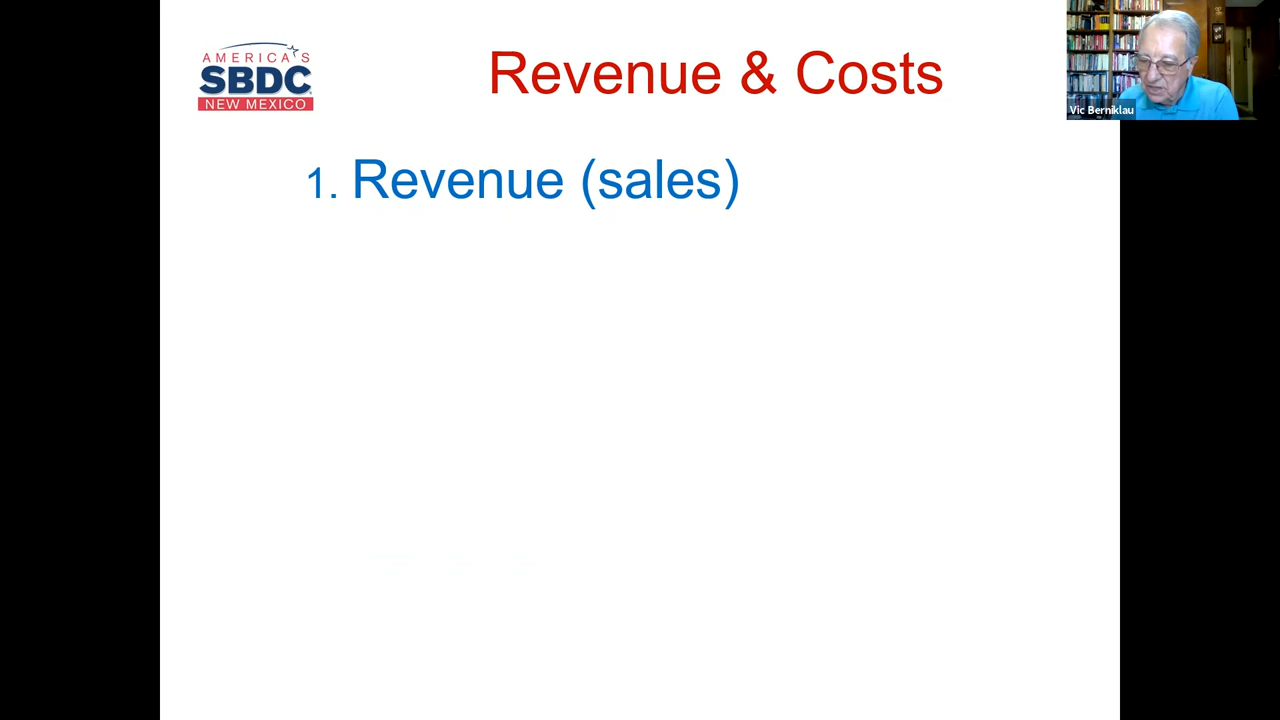 AMERICA'S
SBDC
NEW MEXICO
Revenue & Costs
Vic Berniklau
1. Revenue (sales)